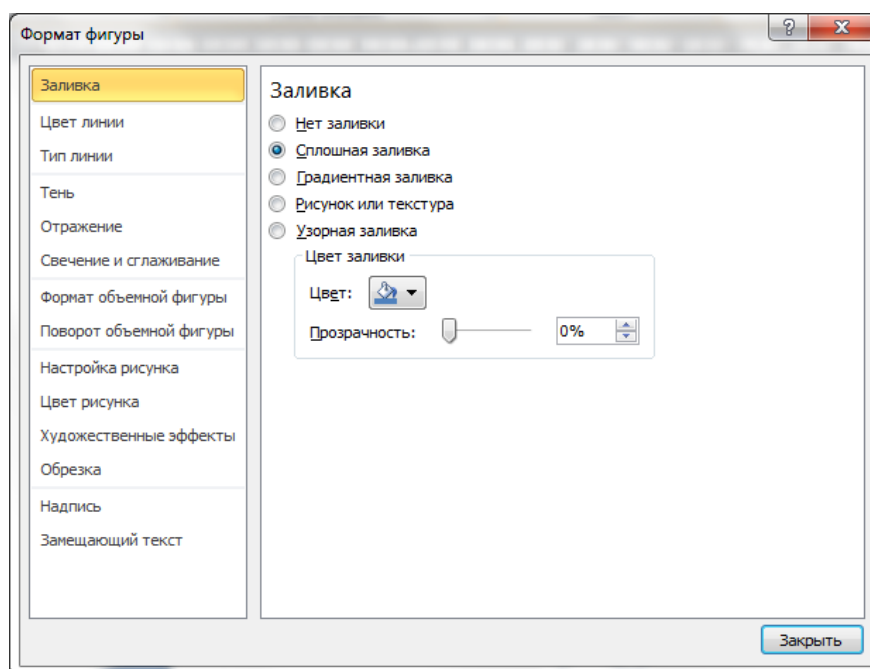 Формат фигуры
Заливка
Цвет линии
Тип линии
Тень
Отражение
Свечение и сглаживание
Формат объемной фигуры
Поворот объемной фигуры
Настройка рисунка
Цвет рисунка
Художественные эффекты
Обрезка
Надпись
Замещающий текст
Заливка
Нет заливки
Сплошная заливка
Градиентная заливка
Рисунок или текстура
Узорная заливка
Цвет заливки
Цвет:
Прозрачность: 0%
Закрыть